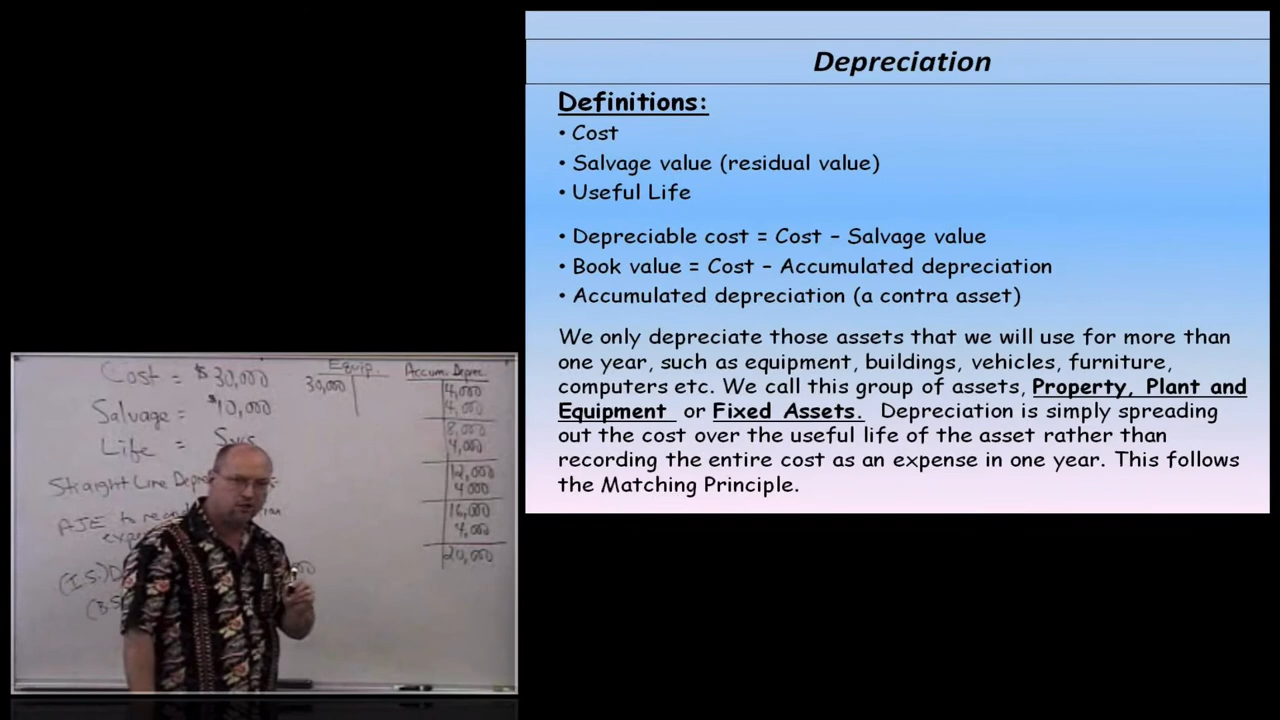 Depreciation
Definitions:
• Cost
• Salvage value (residual value)
• Useful Life
• Depreciable cost = Cost – Salvage value
• Book value = Cost – Accumulated depreciation
• Accumulated depreciation (a contra asset)
We only depreciate those assets that we will use for more than
one year, such as equipment, buildings, vehicles, furniture,
computers etc. We call this group of assets, Property, Plant and
Equipment or Fixed Assets. Depreciation is simply spreading
out the cost over the useful life of the asset rather than
recording the entire cost as an expense in one year. This follows
the Matching Principle.
Cost = $30,000
Salvage = $10,000
Life = 5yrs
Straight Line
AJE to
(I.S.)
Equip.
30,000
Accum. Deprec.
4,000
4,000
8,000
4,000
12,000
4,000
16,000
4,000
20,000